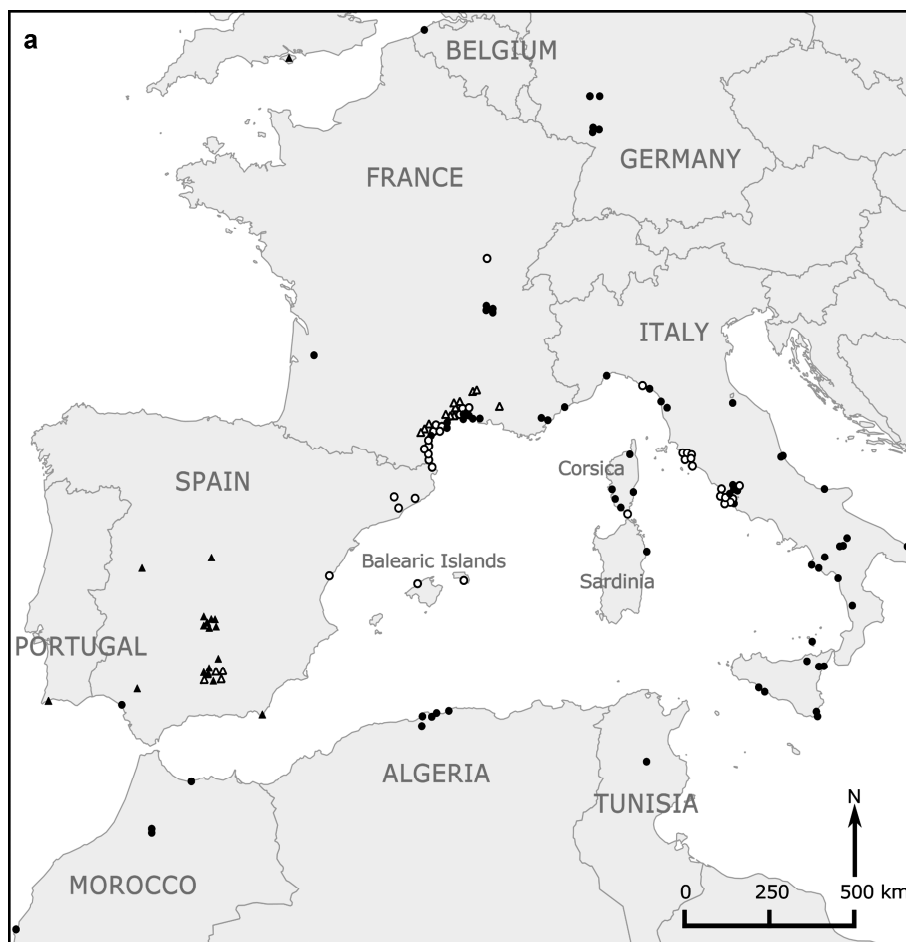 a
BELGIUM
GERMANY
FRANCE
ITALY
Corsica
SPAIN
Balearic Islands
Sardinia
PORTUGAL
ALGERIA
TUNISIA
N
MOROCCO
0 250 500 km